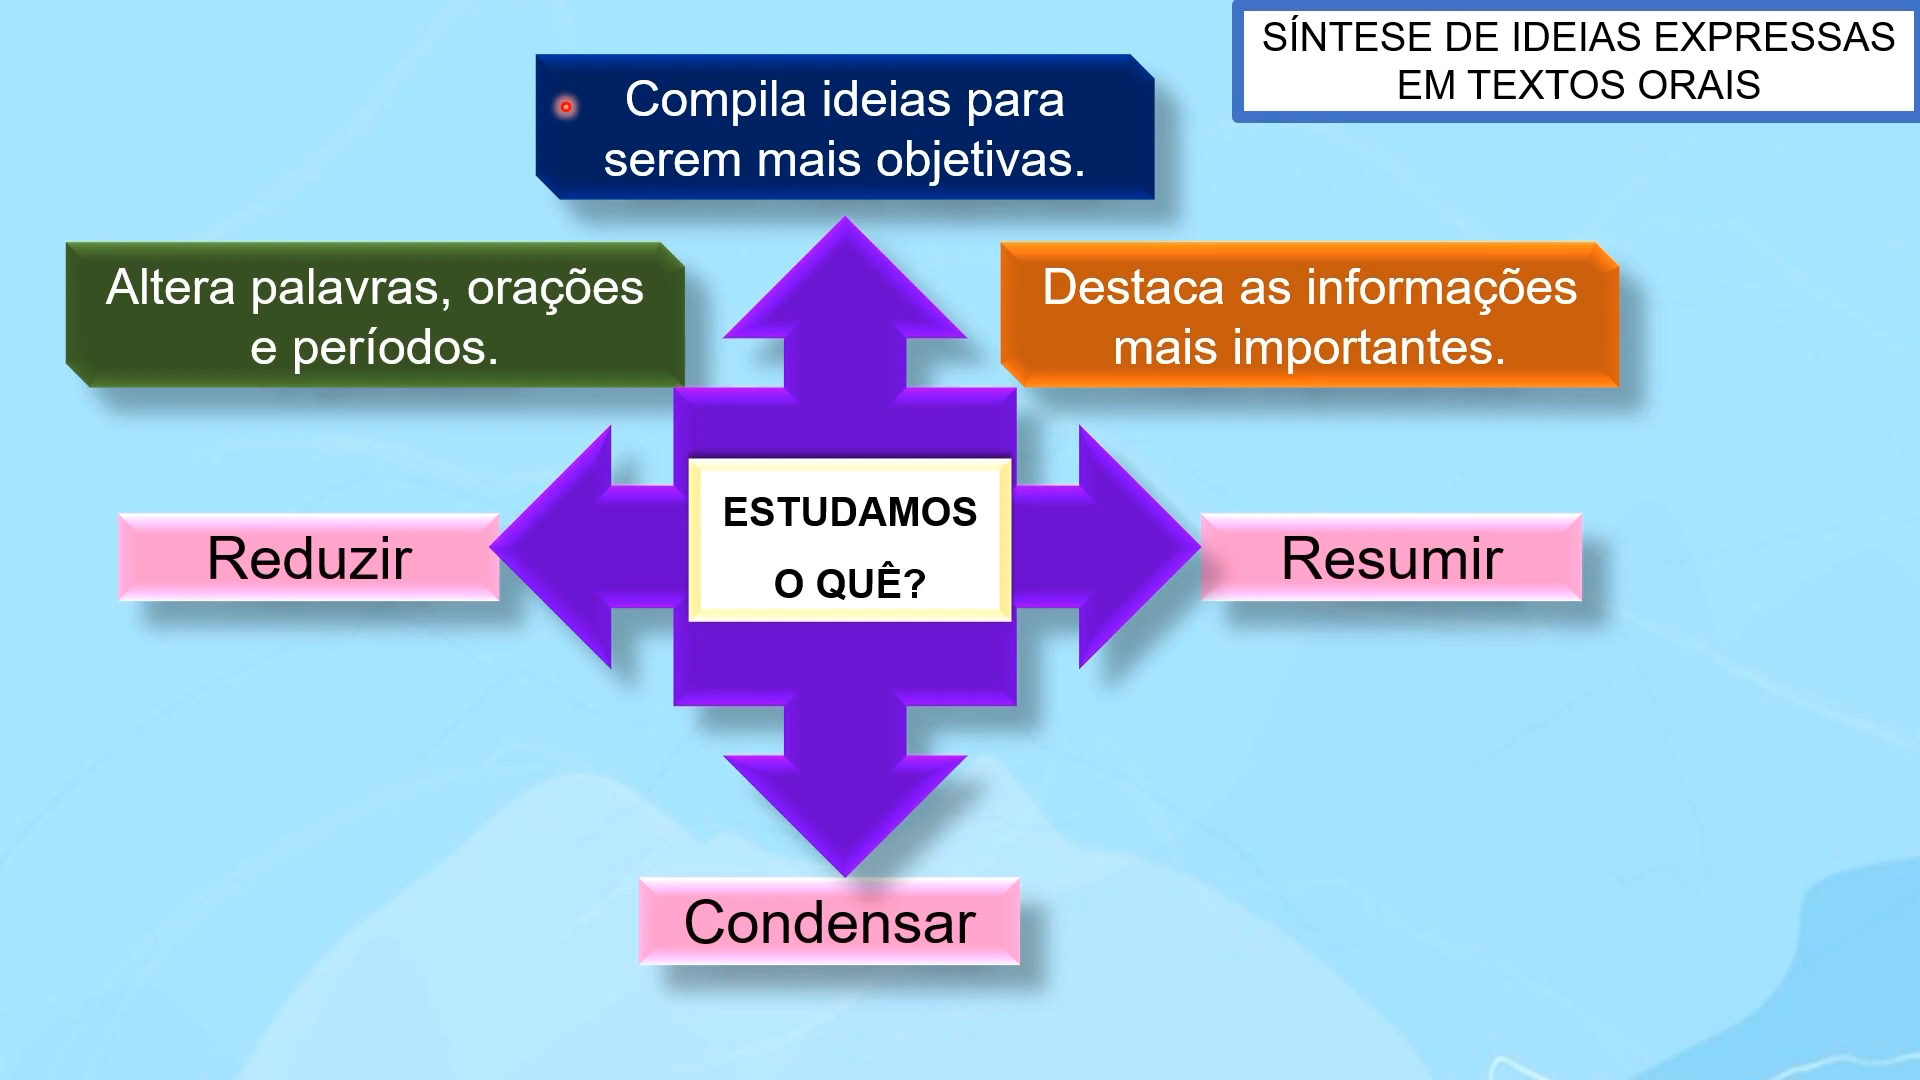 SÍNTESE DE IDEIAS EXPRESSAS
EM TEXTOS ORAIS
Compila ideias para
serem mais objetivas.
Altera palavras, orações
e períodos.
Destaca as informações
mais importantes.
ESTUDAMOS
O QUÊ?
Reduzir
Resumir
Condensar